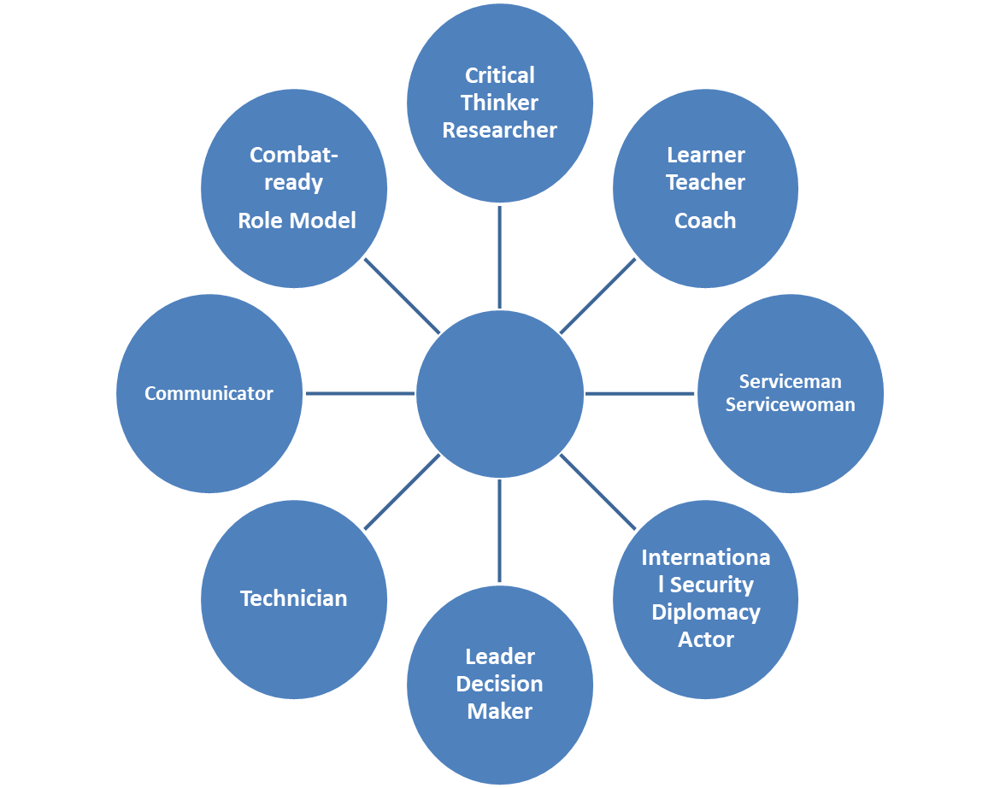 Critical
Thinker
Researcher
Learner
Teacher
Coach
Serviceman
Servicewoman
Internationa
l Security
Diplomacy
Actor
Leader
Decision
Maker
Technician
Communicator
Combat-
ready
Role Model